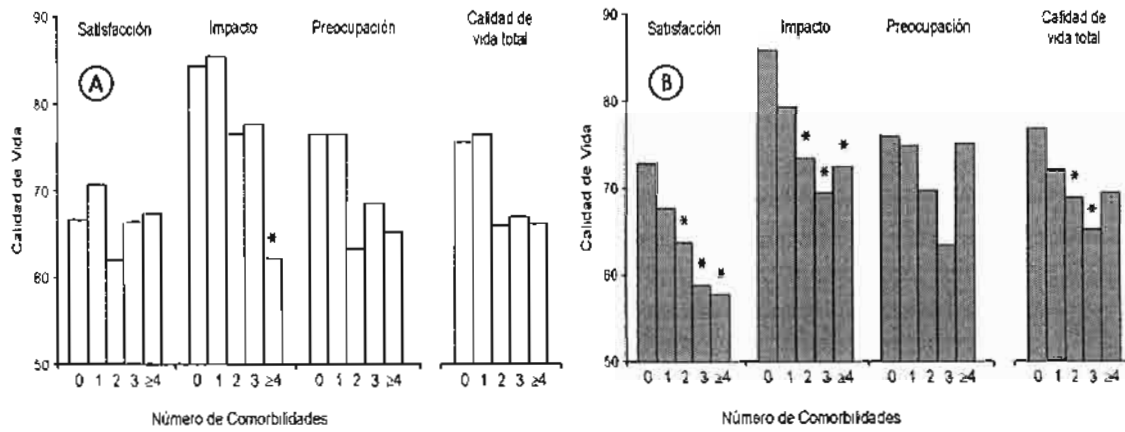 90
80
70
60
50
Calidad de Vida
A
Satisfacción
Impacto
Preocupación
Calidad de
vida total
*
0 1 2 3 ≥4
0 1 2 3 ≥4
0 1 2 3 ≥4
0 1 2 3 ≥4
Número de Comorbilidades
90
80
70
60
50
Calidad de Vida
B
Satisfacción
Impacto
Preocupación
Calidad de
vida total
* * *
* * *
* *
0 1 2 3 ≥4
0 1 2 3 ≥4
0 1 2 3 ≥4
0 1 2 3 ≥4
Número de Comorbilidades